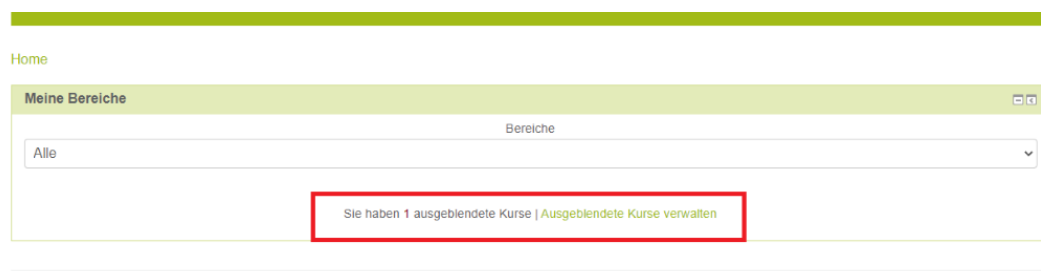 Home
Meine Bereiche
Bereiche
Alle
Sie haben 1 ausgeblendete Kurse | Ausgeblendete Kurse verwalten